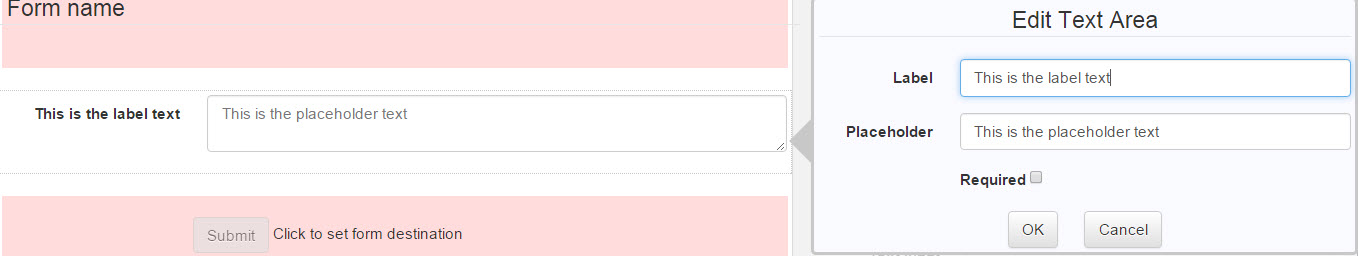 Form name
This is the label text
This is the placeholder text
Submit Click to set form destination
Edit Text Area
Label This is the label text
Placeholder This is the placeholder text
Required
OK Cancel